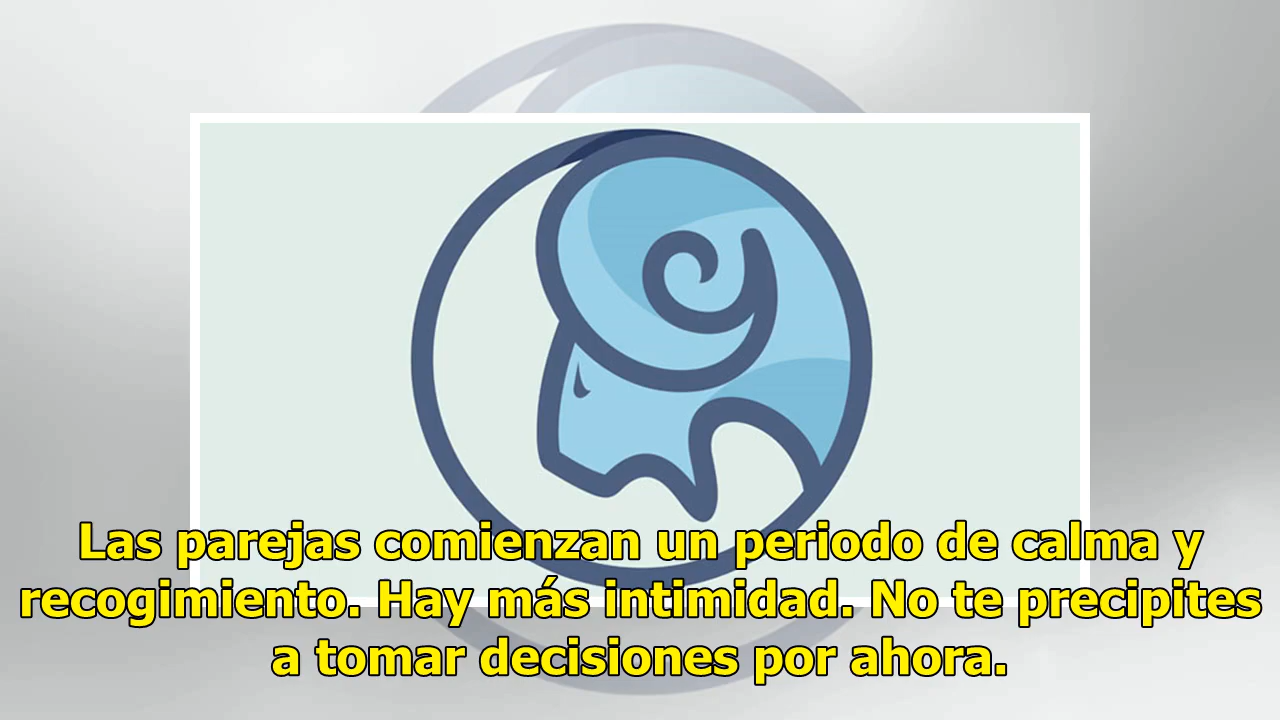 Las parejas comienzan un periodo de calma y
recogimiento. Hay más intimidad. No te precipites
a tomar decisiones por ahora.